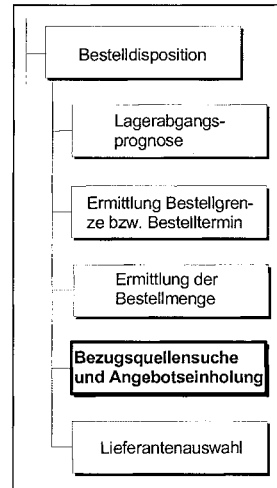 Bestelldisposition
Lagerabgangs-
prognose
Ermittlung Bestellgren-
ze bzw. Bestelltermin
Ermittlung der
Bestellmenge
Bezugsquellensuche
und Angebotseinholung
Lieferantenauswahl